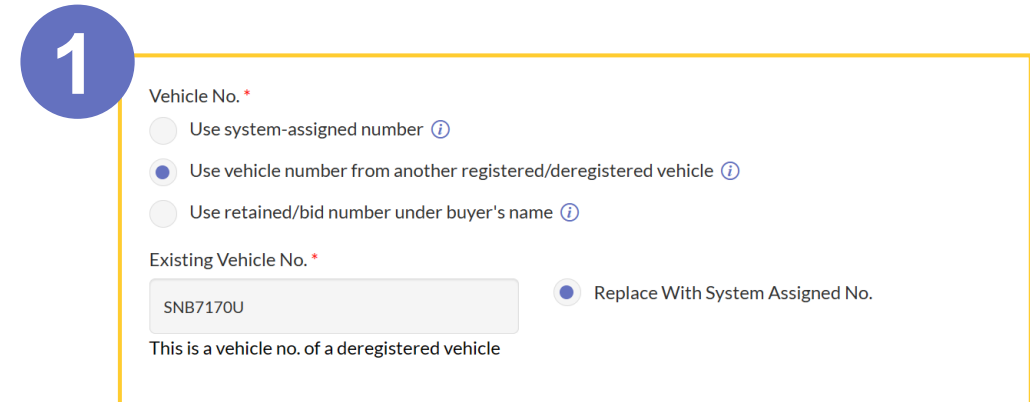 1
Vehicle No. *
Use system-assigned number i
Use vehicle number from another registered/deregistered vehicle i
Use retained/bid number under buyer's name i
Existing Vehicle No. *
SNB7170U
Replace With System Assigned No.
This is a vehicle no. of a deregistered vehicle